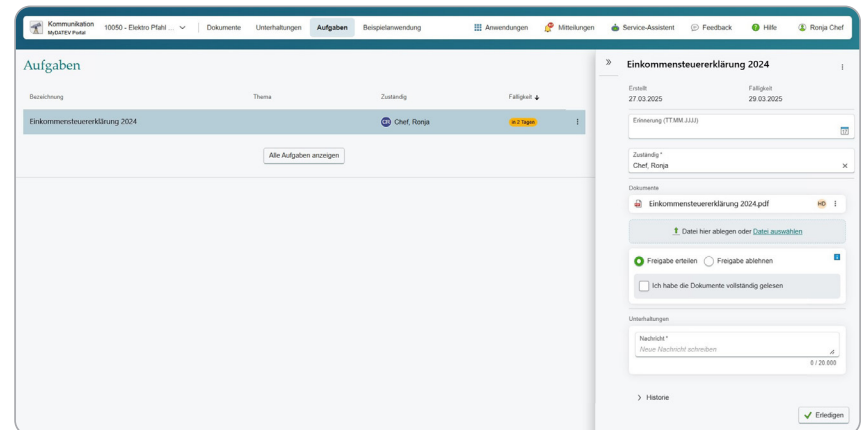 Kommunikation
MyDATEV Portal
10050 - Elektro Pfahl ...
Dokumente
Unterhaltungen
Aufgaben
Beispielanwendung
Anwendungen
Mitteilungen
Service-Assistent
Feedback
Hilfe
Ronja Chef
Aufgaben
Bezeichnung
Thema
Zuständig
Fälligkeit
Einkommensteuererklärung 2024
CR
Chef, Ronja
in 2 Tagen
Alle Aufgaben anzeigen
Einkommensteuererklärung 2024
Erstellt
Fälligkeit
27.03.2025
29.03.2025
Erinnerung (TT.MM.JJJJ)
Zuständig *
Chef, Ronja
Dokumente
Einkommensteuererklärung 2024.pdf
HD
Datei hier ablegen oder Datei auswählen
Freigabe erteilen
Freigabe ablehnen
Ich habe die Dokumente vollständig gelesen
Unterhaltungen
Nachricht *
Neue Nachricht schreiben
0 / 20.000
Historie
Erledigen